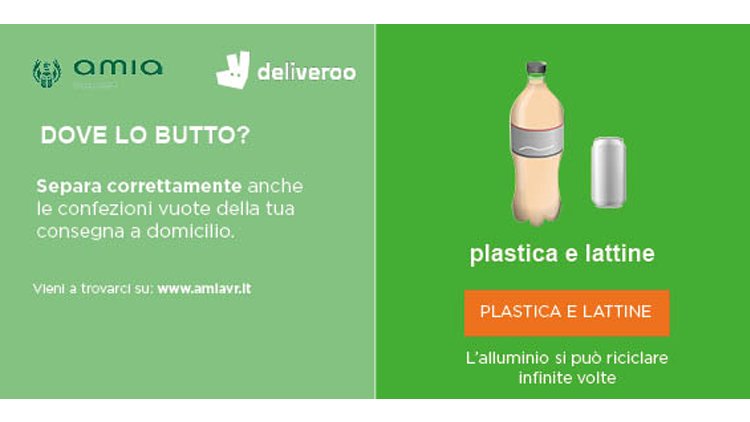 amia
deliveroo
DOVE LO BUTTO?
Separa correttamente anche
le confezioni vuote della tua
consegna a domicilio.
Vieni a trovarci su: www.amiavr.it
plastica e lattine
PLASTICA E LATTINE
L'alluminio si può riciclare
infinite volte